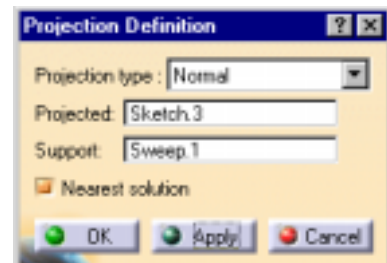 Projection Definition ? ×
Projection type : Normal
Projected: Sketch.3
Support: Sweep.1
Nearest solution
OK Apply Cancel